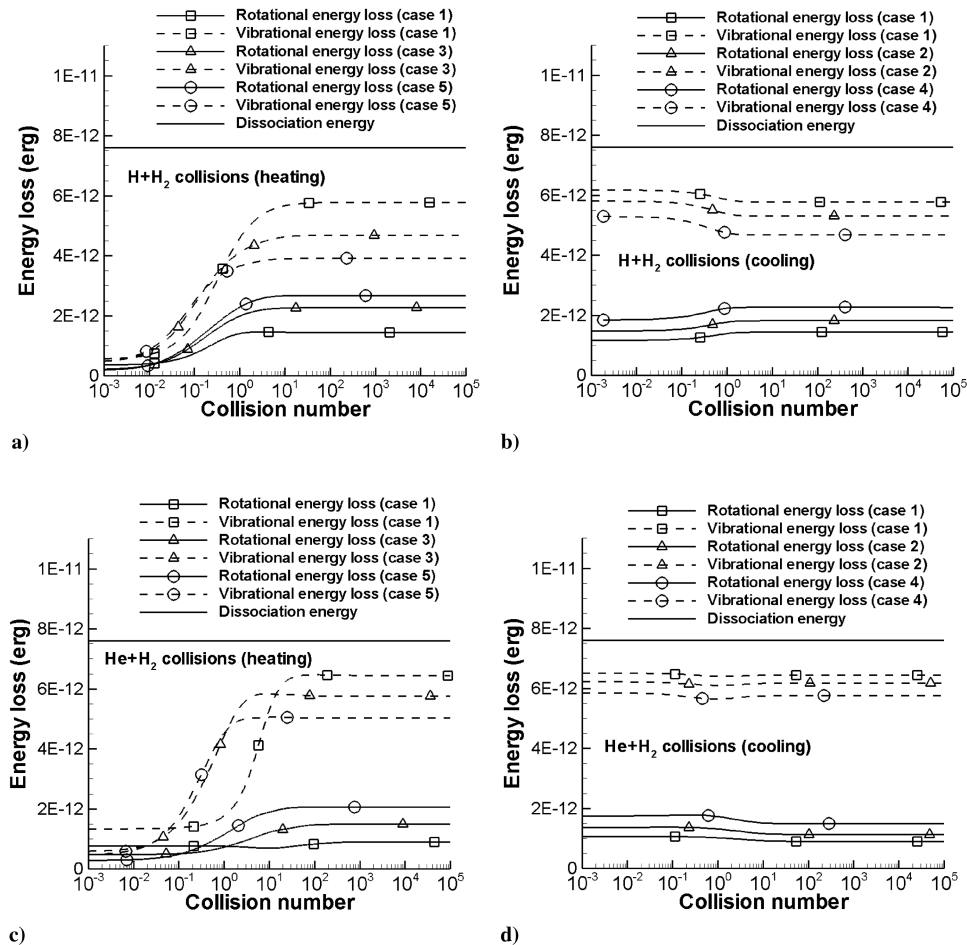 Rotational energy loss (case 1)
Vibrational energy loss (case 1)
Rotational energy loss (case 3)
Vibrational energy loss (case 3)
Rotational energy loss (case 5)
Vibrational energy loss (case 5)
Dissociation energy
1E-11
8E-12
6E-12
4E-12
2E-12
0
Energy loss (erg)
H+H₂ collisions (heating)
10⁻³ 10⁻² 10⁻¹ 10⁰ 10¹ 10² 10³ 10⁴ 10⁵
Collision number
a)
Rotational energy loss (case 1)
Vibrational energy loss (case 1)
Rotational energy loss (case 2)
Vibrational energy loss (case 2)
Rotational energy loss (case 4)
Vibrational energy loss (case 4)
Dissociation energy
1E-11
8E-12
6E-12
4E-12
2E-12
0
Energy loss (erg)
H+H₂ collisions (cooling)
10⁻³ 10⁻² 10⁻¹ 10⁰ 10¹ 10² 10³ 10⁴ 10⁵
Collision number
b)
Rotational energy loss (case 1)
Vibrational energy loss (case 1)
Rotational energy loss (case 3)
Vibrational energy loss (case 3)
Rotational energy loss (case 5)
Vibrational energy loss (case 5)
Dissociation energy
1E-11
8E-12
6E-12
4E-12
2E-12
0
Energy loss (erg)
He+H₂ collisions (heating)
10⁻³ 10⁻² 10⁻¹ 10⁰ 10¹ 10² 10³ 10⁴ 10⁵
Collision number
c)
Rotational energy loss (case 1)
Vibrational energy loss (case 1)
Rotational energy loss (case 2)
Vibrational energy loss (case 2)
Rotational energy loss (case 4)
Vibrational energy loss (case 4)
Dissociation energy
1E-11
8E-12
6E-12
4E-12
2E-12
0
Energy loss (erg)
He+H₂ collisions (cooling)
10⁻³ 10⁻² 10⁻¹ 10⁰ 10¹ 10² 10³ 10⁴ 10⁵
Collision number
d)